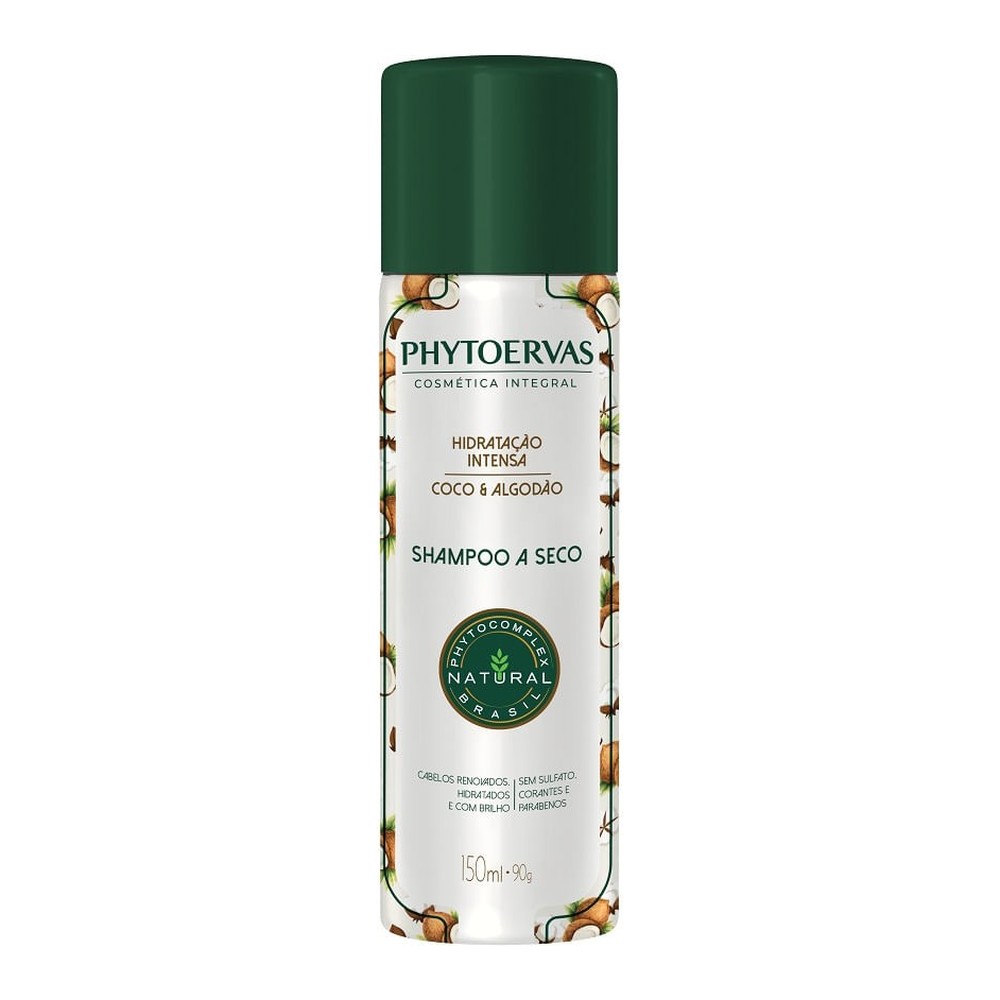 PHYTOERVAS
COSMÉTICA INTEGRAL
HIDRATAÇÃO
INTENSA
COCO & ALGODÃO
SHAMPOO A SECO
PHYTOCOMPLEX
NATURAL
BRASIL
CABELOS RENOVADOS,
HIDRATADOS
E COM BRILHO
SEM SULFATO,
CORANTES E
PARABENOS
150ml • 90g